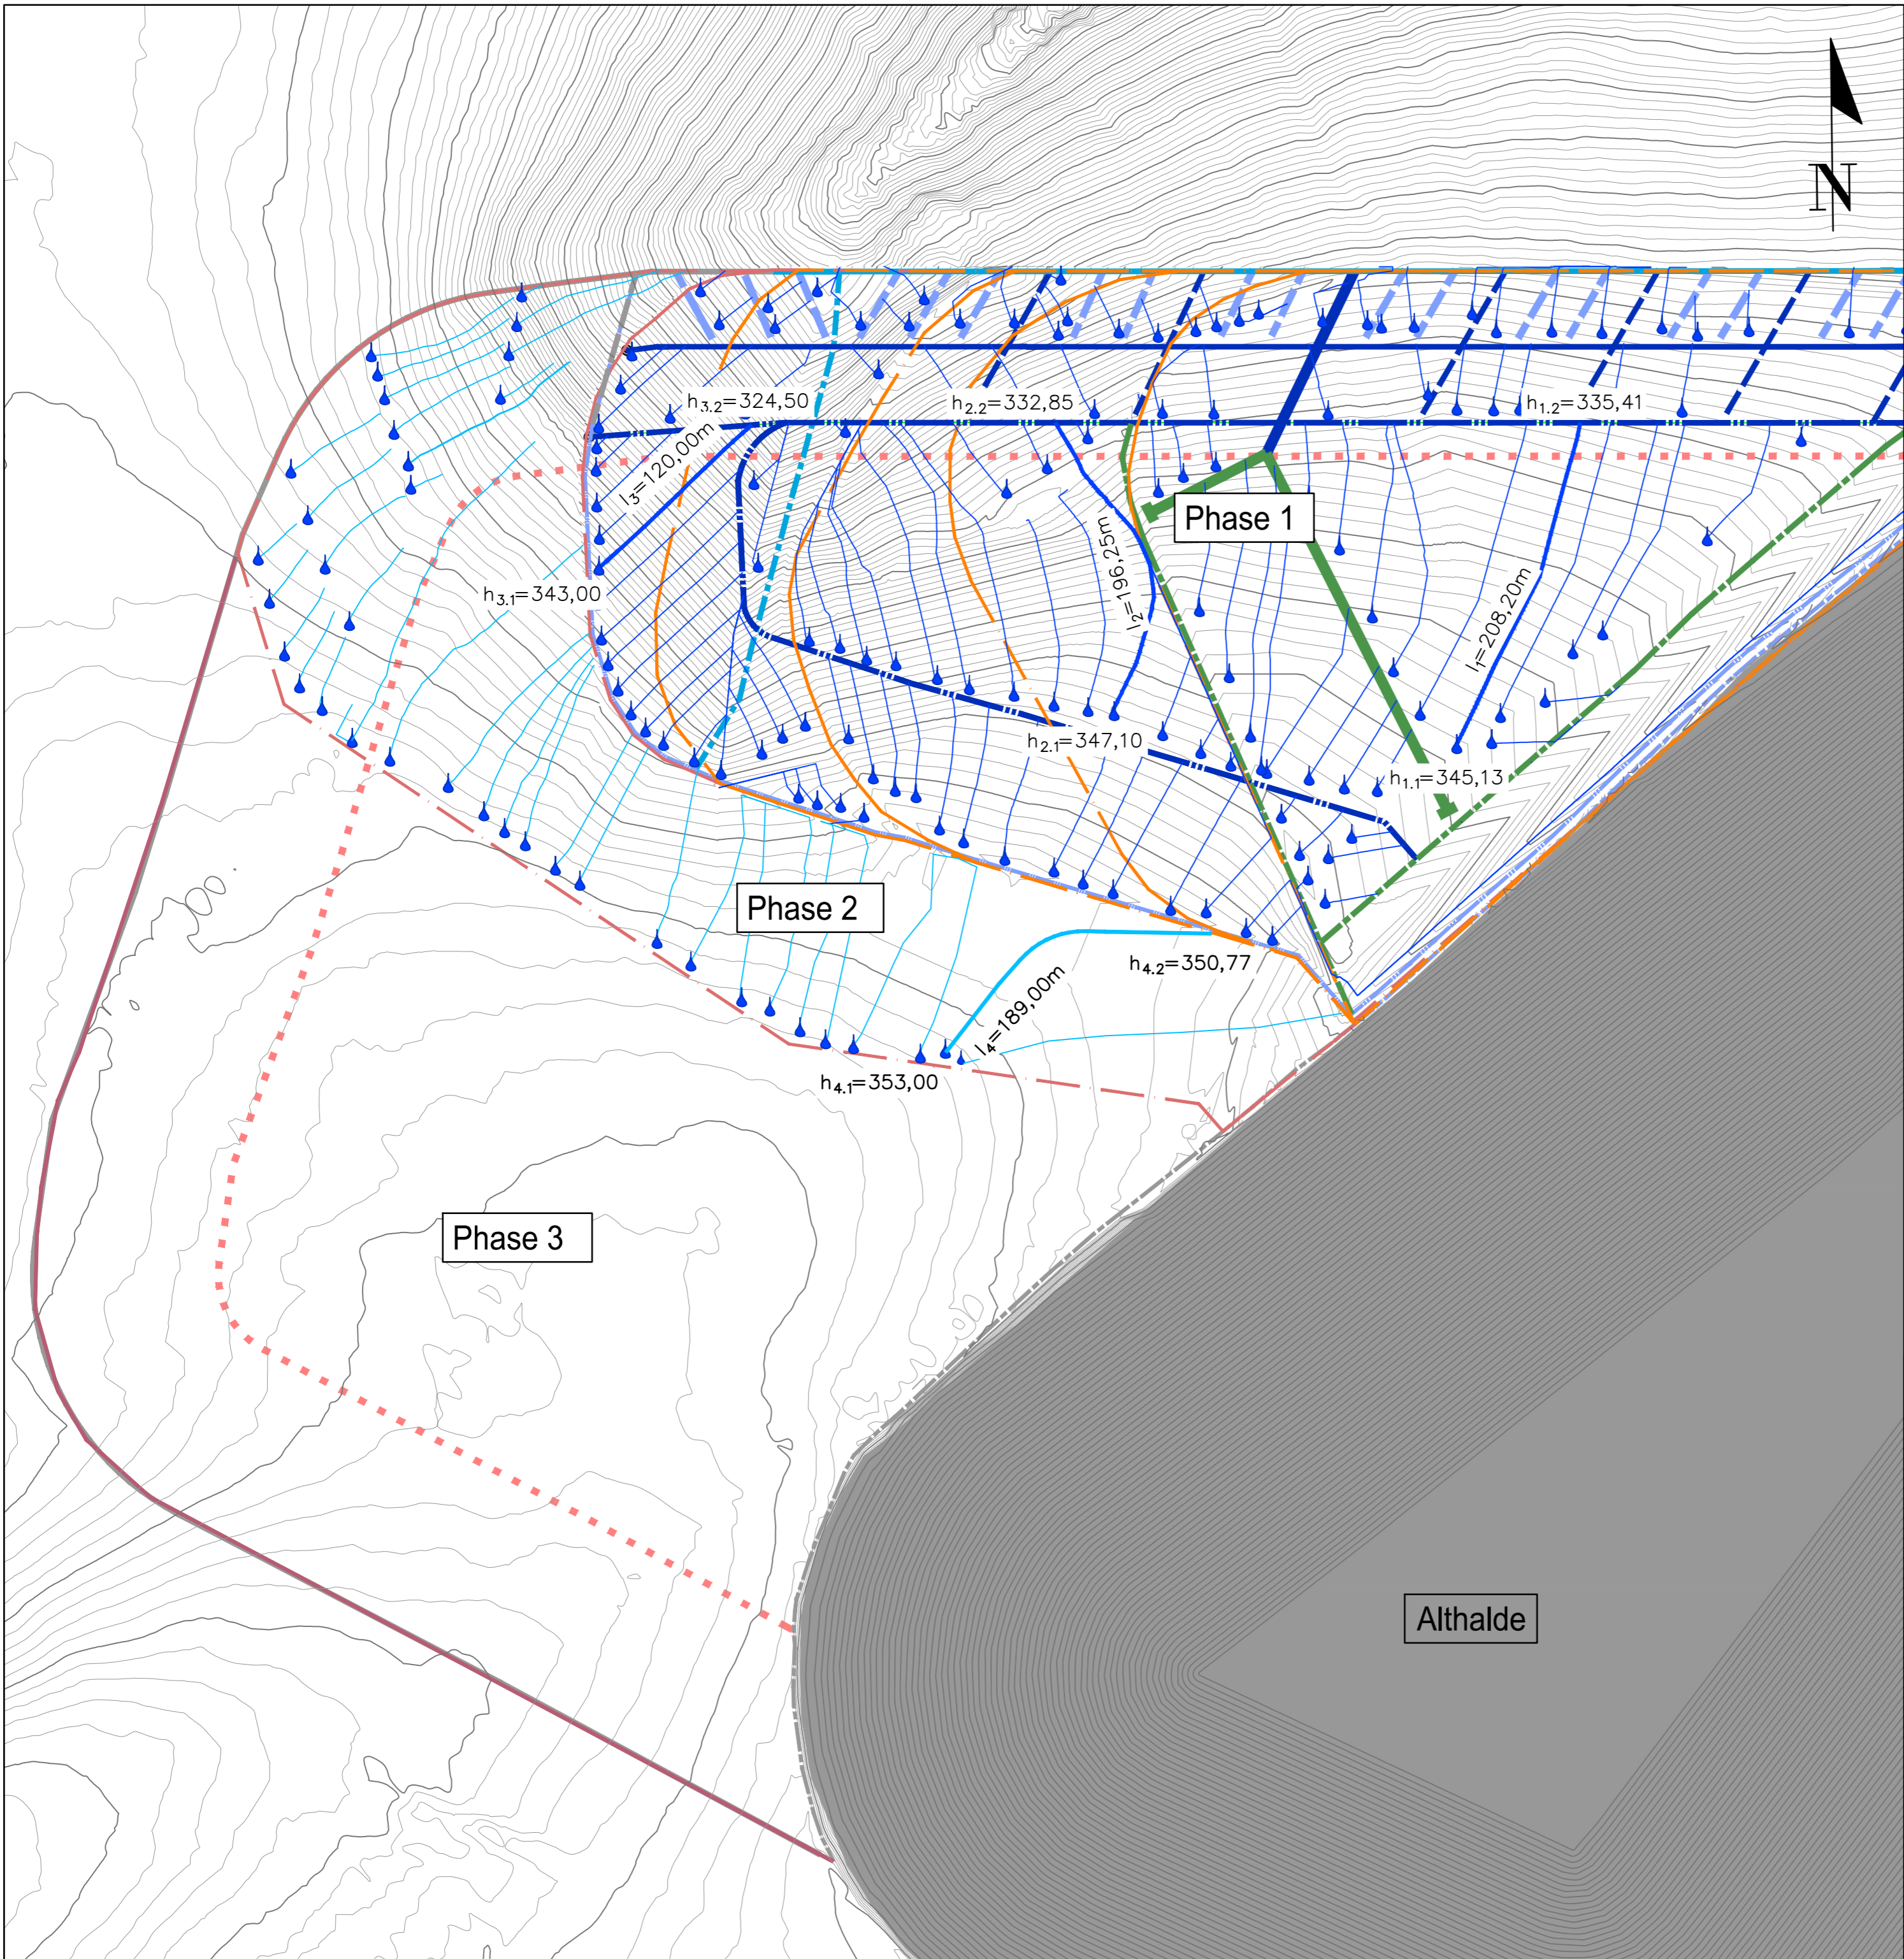 N
h3.2=324,50
h2.2=332,85
h1.2=335,41
l3=120,00m
Phase 1
l2=196,25m
h3.1=343,00
l1=208,20m
h2.1=347,10
h1.1=345,13
Phase 2
h4.2=350,77
l4=189,00m
h4.1=353,00
Phase 3
Althalde